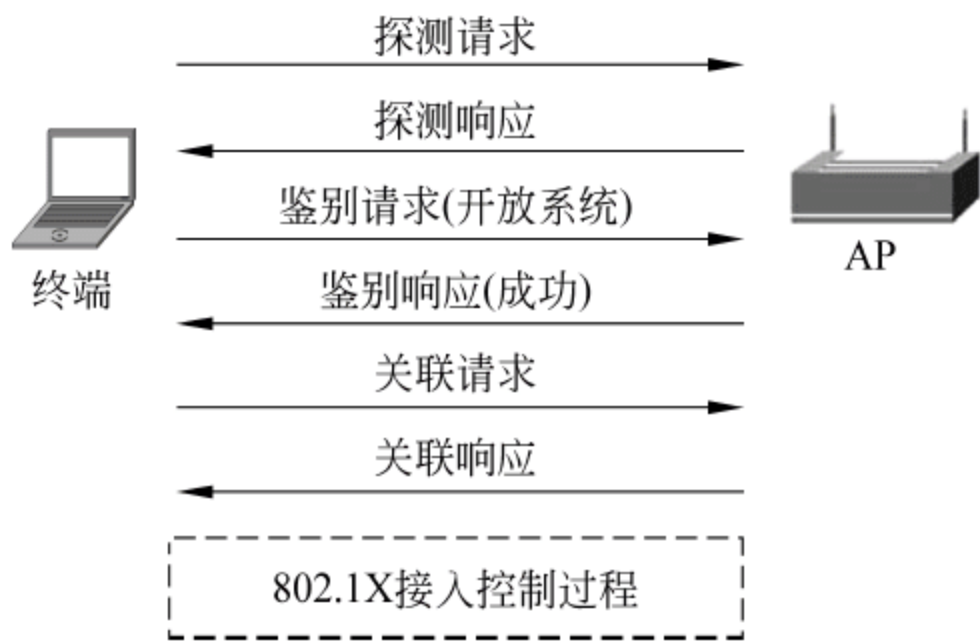 探测请求
探测响应
鉴别请求(开放系统)
AP
终端
鉴别响应(成功)
关联请求
关联响应
802.1X接入控制过程